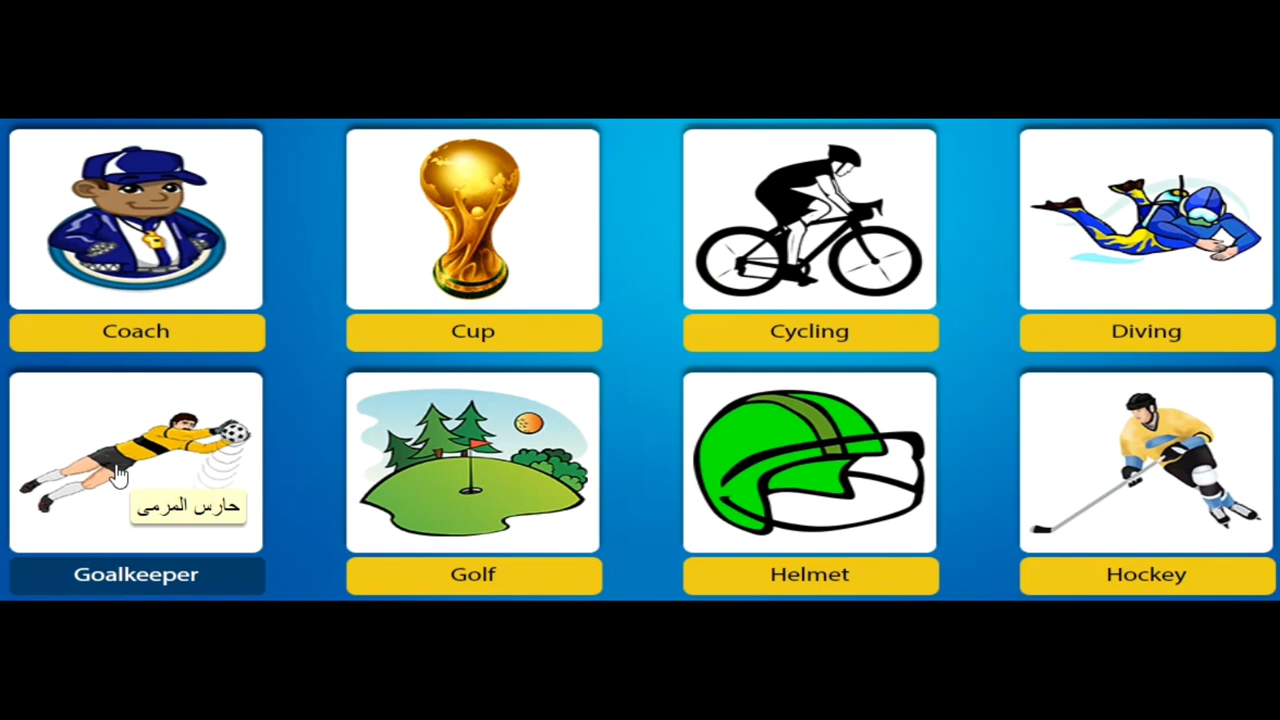 Coach
Cup
Cycling
Diving
حارس المرمى
Goalkeeper
Golf
Helmet
Hockey